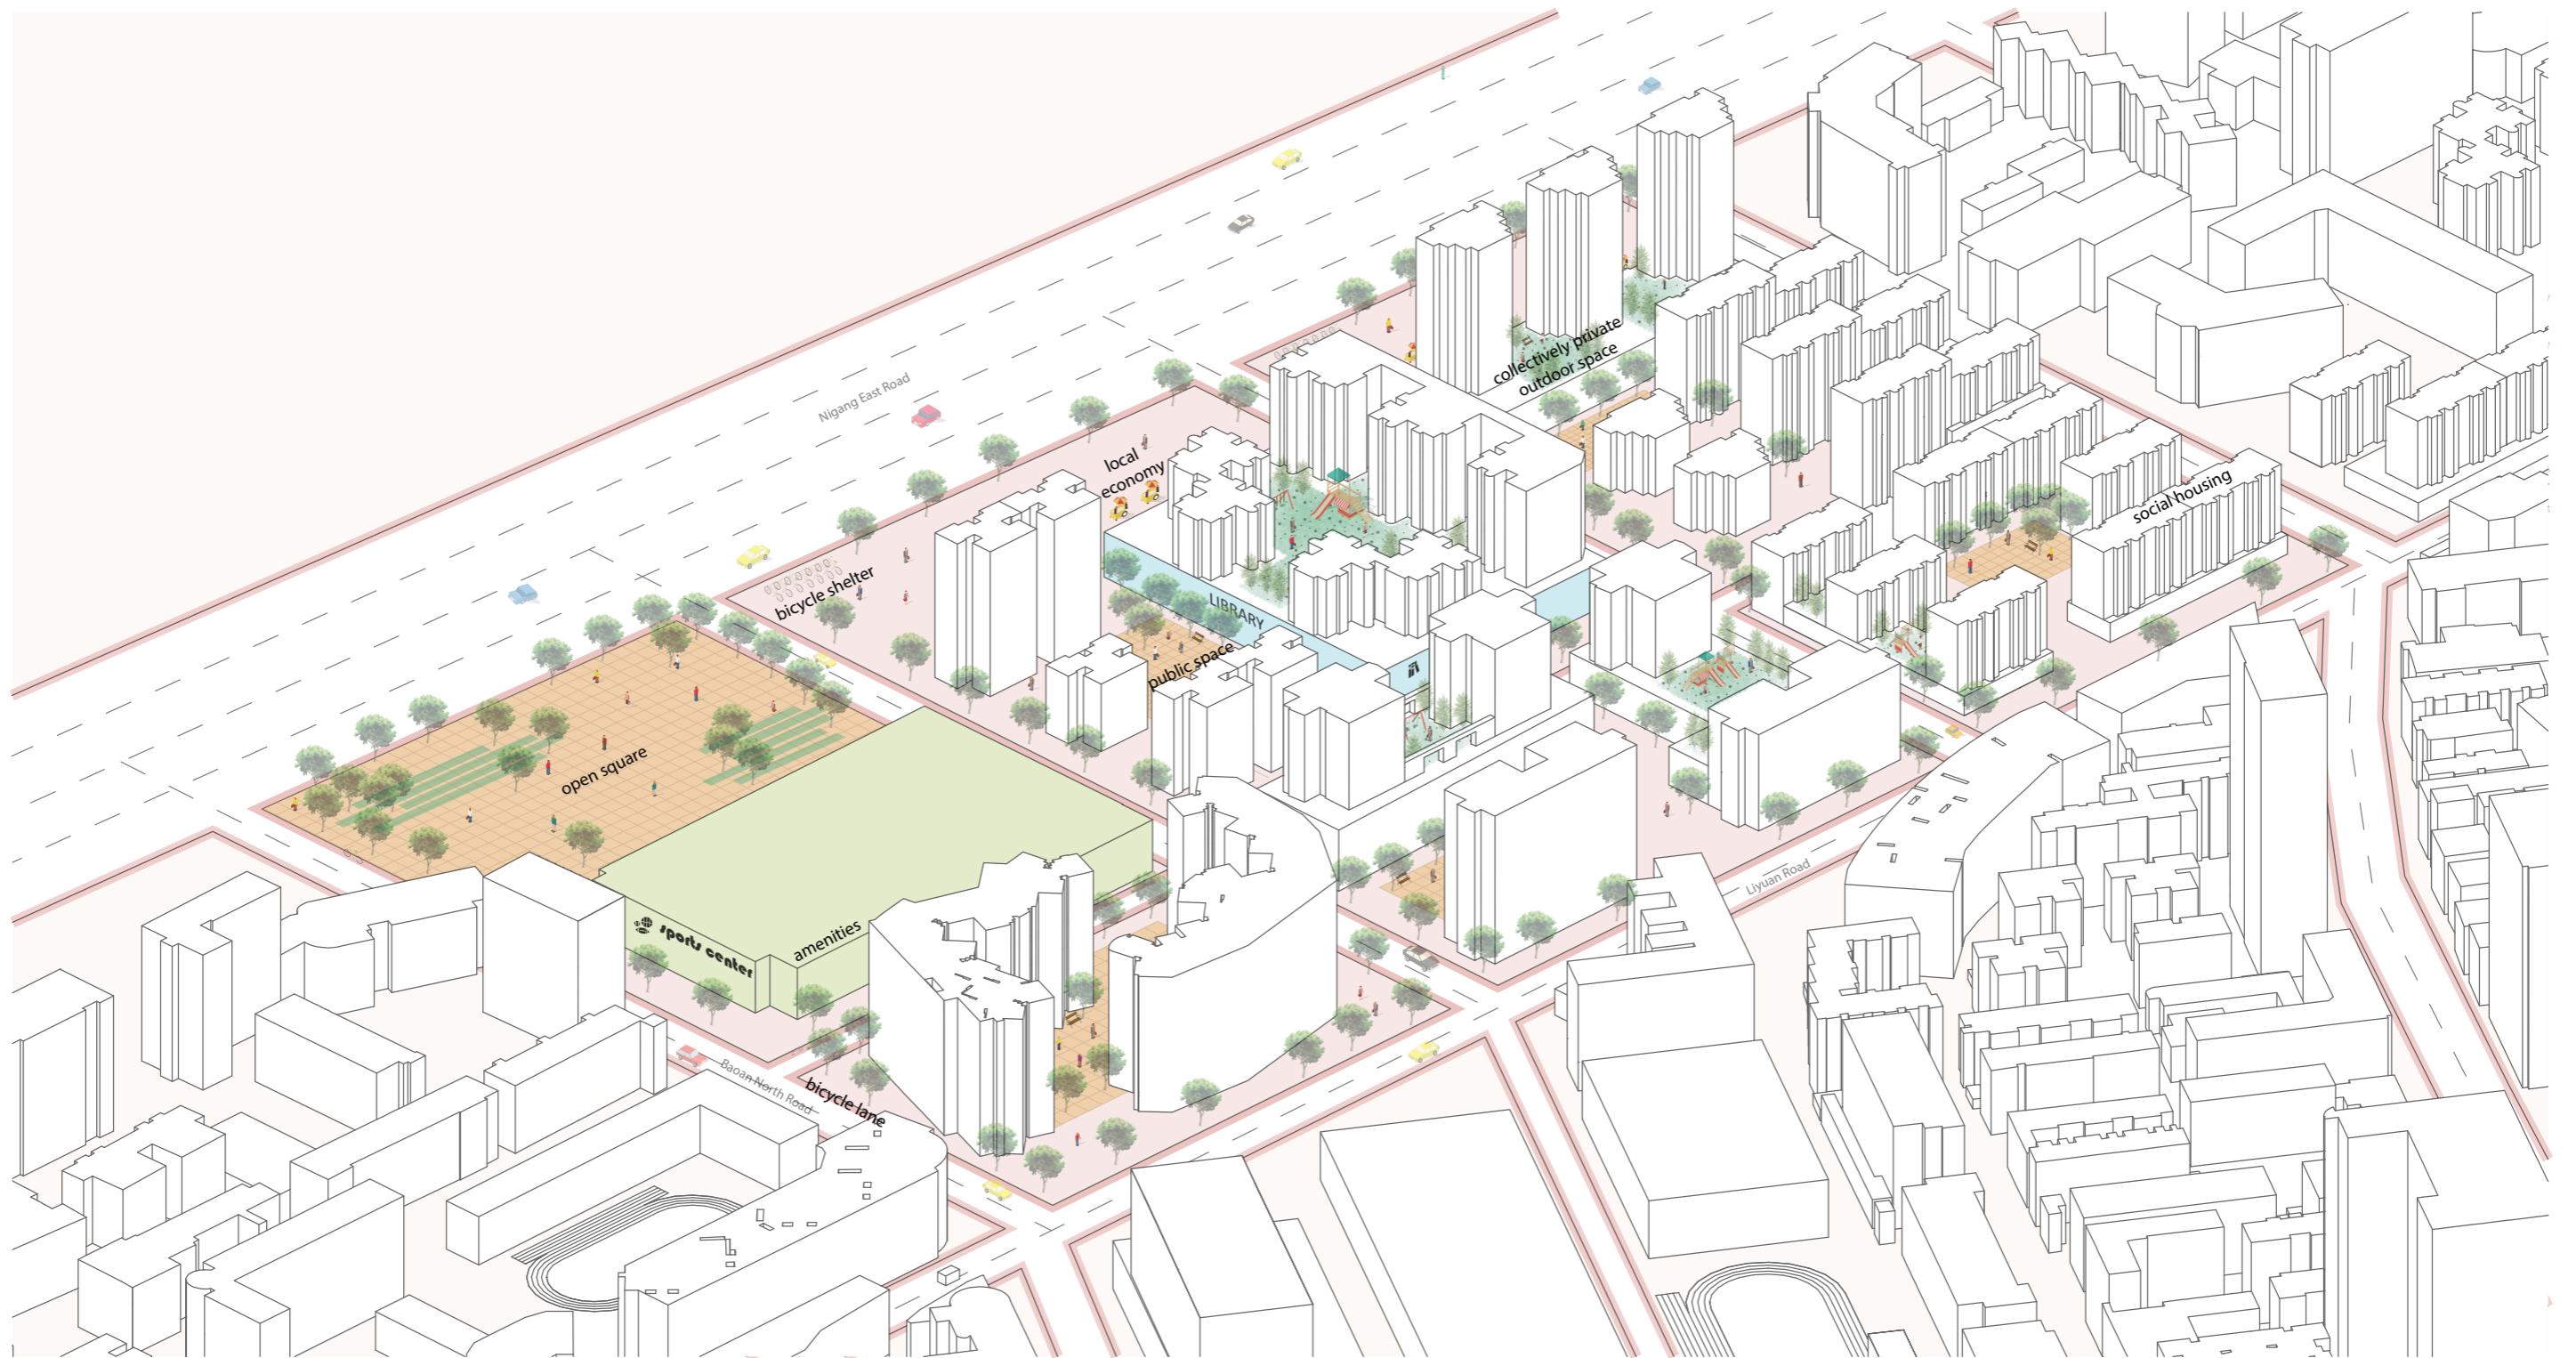 Nigang East Road
collectively private
outdoor space
local
economy
social housing
bicycle shelter
LIBRARY
public space
open square
Liyuan Road
sports center
amenities
Baoan North Road
bicycle lane